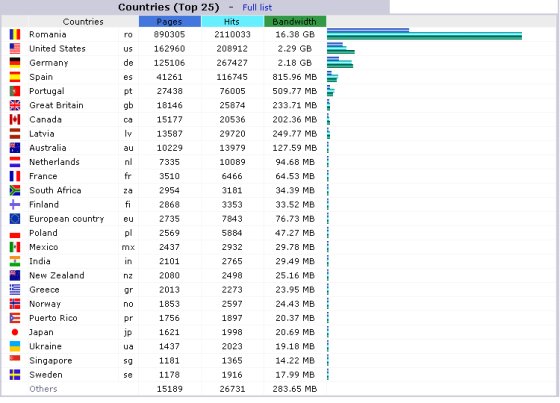 Countries (Top 25) - Full list
Countries Pages Hits Bandwidth
Romania ro 890305 2110033 16.38 GB
United States us 162960 208912 2.29 GB
Germany de 125106 267427 2.18 GB
Spain es 41261 116745 815.96 MB
Portugal pt 27438 76005 509.77 MB
Great Britain gb 18146 25874 233.71 MB
Canada ca 15177 20536 202.36 MB
Latvia lv 13587 29720 249.77 MB
Australia au 10229 13979 127.59 MB
Netherlands nl 7335 10089 94.68 MB
France fr 3510 6466 64.53 MB
South Africa za 2954 3181 34.39 MB
Finland fi 2868 3353 33.52 MB
European country eu 2735 7843 76.73 MB
Poland pl 2569 5884 47.27 MB
Mexico mx 2437 2932 29.78 MB
India in 2101 2765 29.49 MB
New Zealand nz 2080 2498 25.16 MB
Greece gr 2013 2273 23.95 MB
Norway no 1853 2597 24.43 MB
Puerto Rico pr 1756 1897 20.37 MB
Japan jp 1621 1998 20.69 MB
Ukraine ua 1437 2023 19.18 MB
Singapore sg 1181 1365 14.22 MB
Sweden se 1178 1916 17.99 MB
Others 15189 26731 283.65 MB